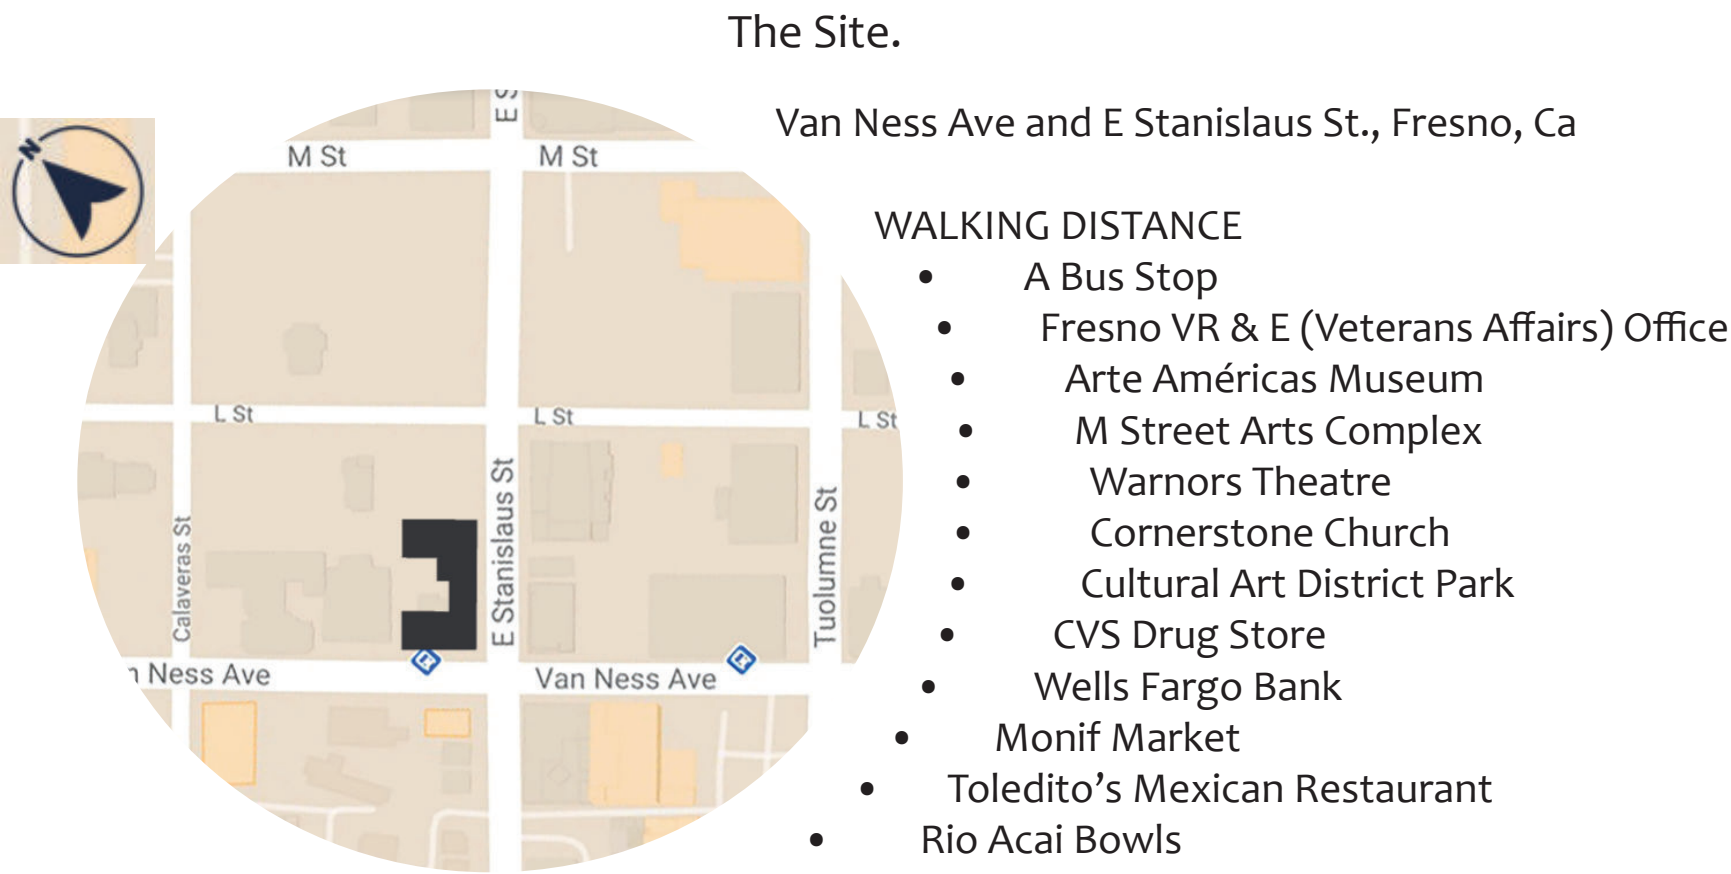 The Site.
Van Ness Ave and E Stanislaus St., Fresno, Ca
N
E S
M St
M St
L St
L St
L St
Calaveras St
E Stanislaus St
Tuolumne St
n Ness Ave
Van Ness Ave
WALKING DISTANCE
• A Bus Stop
• Fresno VR & E (Veterans Affairs) Office
• Arte Américas Museum
• M Street Arts Complex
• Warnors Theatre
• Cornerstone Church
• Cultural Art District Park
• CVS Drug Store
• Wells Fargo Bank
• Monif Market
• Toledito's Mexican Restaurant
• Rio Acai Bowls